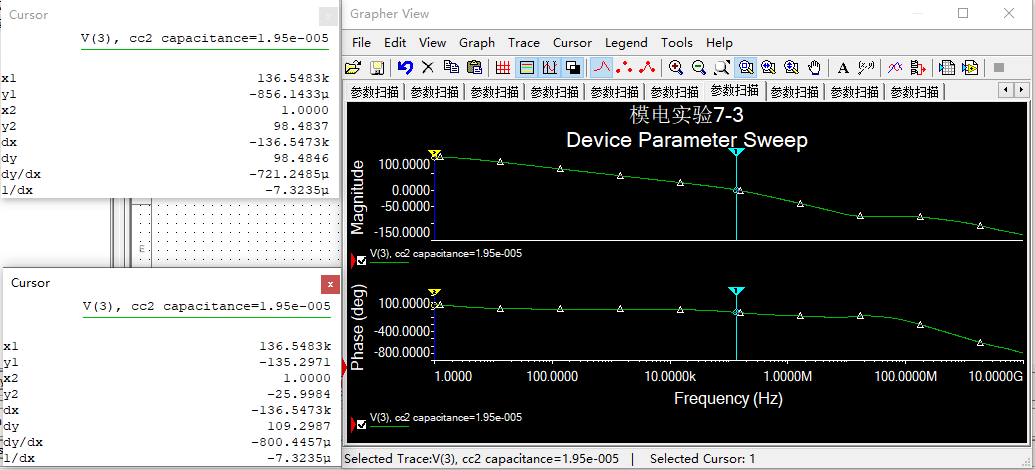 Cursor
V(3), cc2 capacitance=1.95e-005
x1 136.5483k
y1 -856.1433µ
x2 1.0000
y2 98.4837
dx -136.5473k
dy 98.4846
dy/dx -721.2485µ
1/dx -7.3235µ
Cursor
V(3), cc2 capacitance=1.95e-005
x1 136.5483k
y1 -135.2971
x2 1.0000
y2 -25.9984
dx -136.5473k
dy 109.2987
dy/dx -800.4457µ
1/dx -7.3235µ
Grapher View
File Edit View Graph Trace Cursor Legend Tools Help
参数扫描 参数扫描 参数扫描 参数扫描 参数扫描 参数扫描 参数扫描 参数扫描 参数扫描 参数扫描
模电实验7-3
Device Parameter Sweep
Magnitude
100.0000
0.0000
-50.0000
-150.0000
V(3), cc2 capacitance=1.95e-005
Phase (deg)
100.0000
-400.0000
-800.0000
1.0000 100.0000 10.0000k 1.0000M 100.0000M 10.0000G
Frequency (Hz)
V(3), cc2 capacitance=1.95e-005
Selected Trace:V(3), cc2 capacitance=1.95e-005 | Selected Cursor: 1